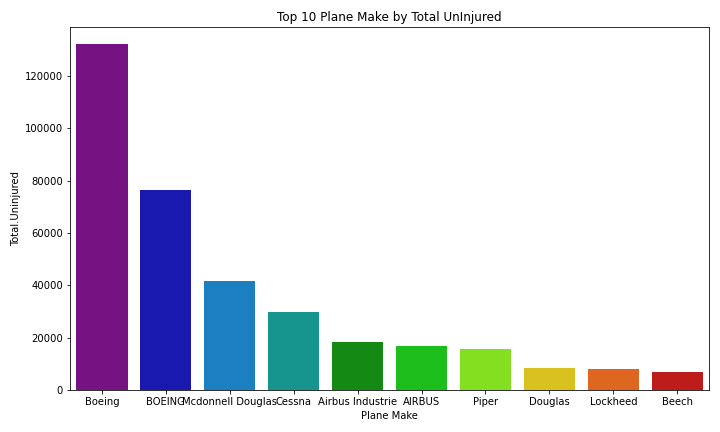 Top 10 Plane Make by Total UnInjured
120000
100000
80000
60000
40000
20000
0
Total.Uninjured
Boeing BOEING Mcdonnell Douglas Cessna Airbus Industrie AIRBUS Piper Douglas Lockheed Beech
Plane Make